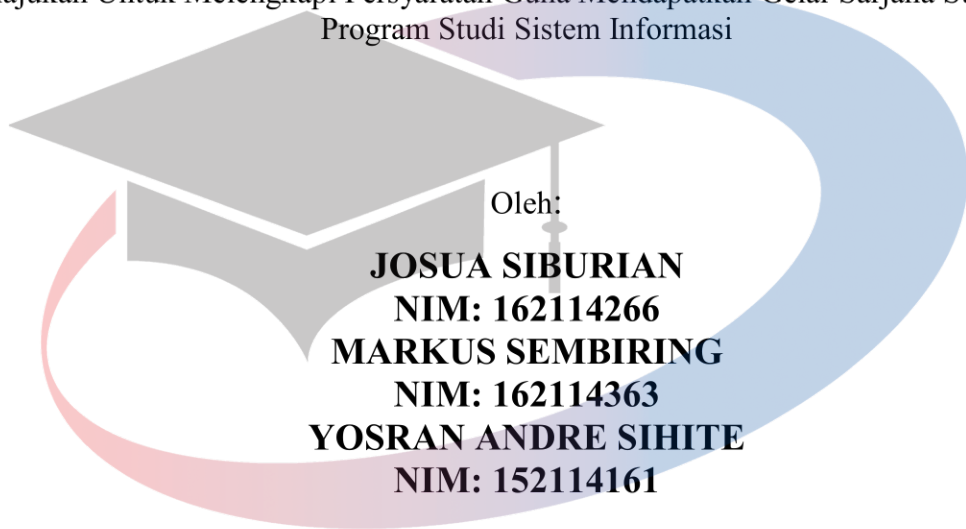 Untuk Melengkapi Persyaratan Guna Mendapatkan Gelar Sarjana
Program Studi Sistem Informasi
Oleh:
JOSUA SIBURIAN
NIM: 162114266
MARKUS SEMBIRING
NIM: 162114363
YOSRAN ANDRE SIHITE
NIM: 152114161